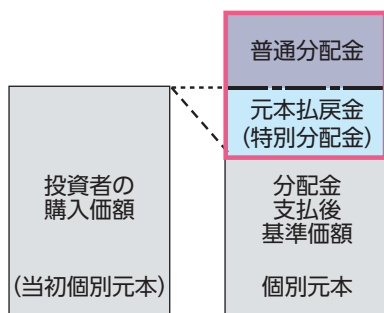 普通分配金
元本払戻金
(特別分配金)
投資者の
購入価額
(当初個別元本)
分配金
支払後
基準価額
個別元本